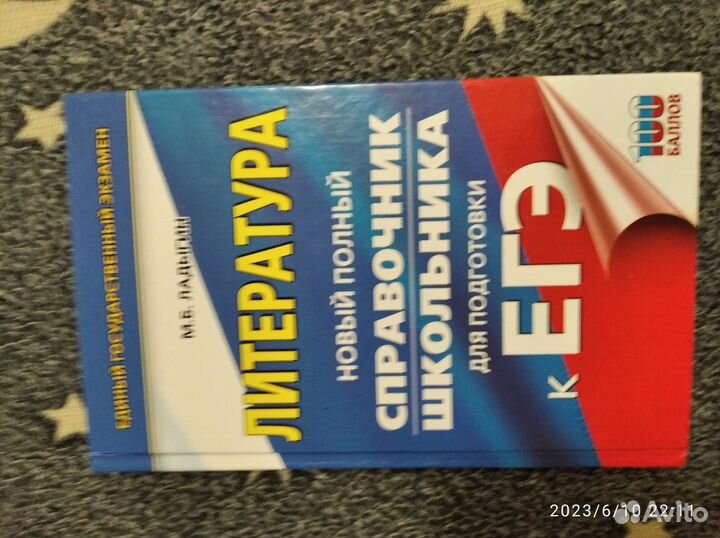 ЕДИНЫЙ ГОСУДАРСТВЕННЫЙ ЭКЗАМЕН
М.Б. ЛАДЫГИН
ЛИТЕРАТУРА
НОВЫЙ ПОЛНЫЙ
СПРАВОЧНИК
ШКОЛЬНИКА
ДЛЯ ПОДГОТОВКИ
К ЕГЭ
100
БАЛЛОВ
2023/6/10 22:11
Avito